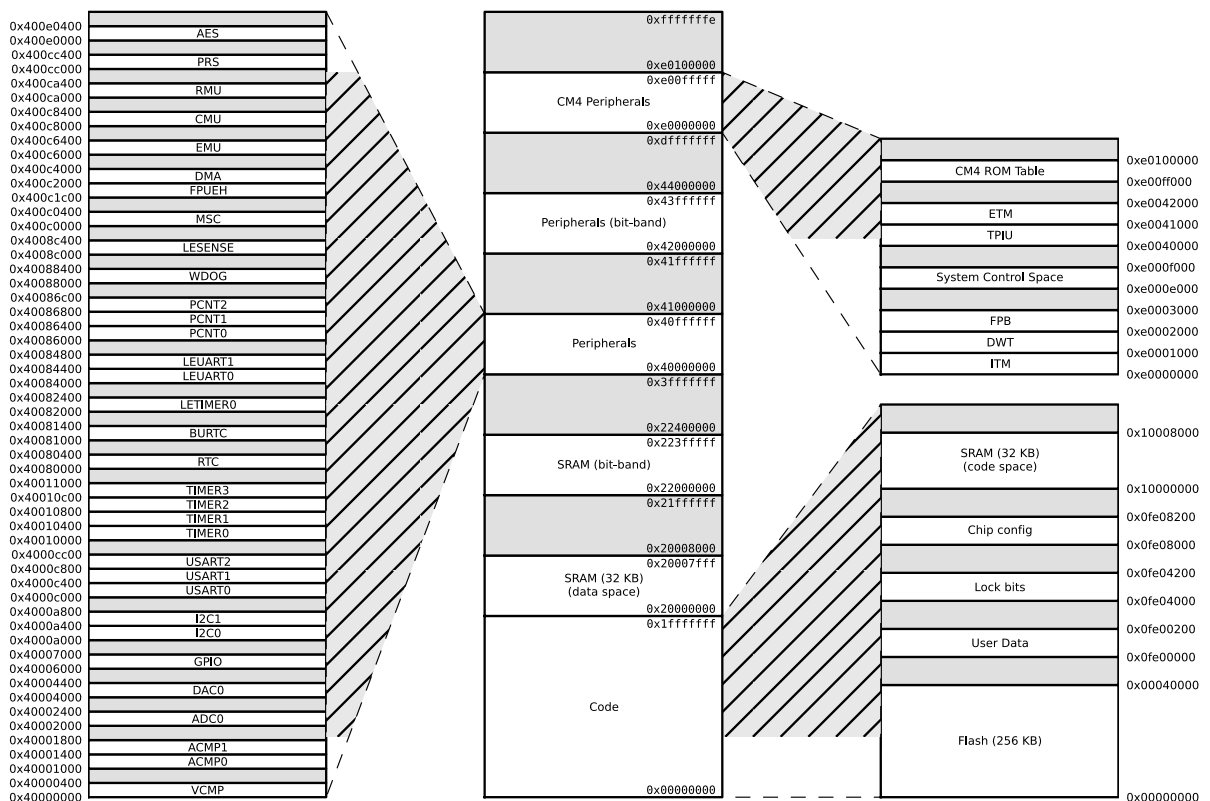 0x400e0400
AES
0x400e0000
0x400cc400
PRS
0x400cc000
0x400ca400
RMU
0x400ca000
0x400c8400
CMU
0x400c8000
0x400c6400
EMU
0x400c6000
0x400c4000
DMA
0x400c2000
FPUEH
0x400c1c00
0x400c0400
MSC
0x400c0000
0x4008c400
LESENSE
0x4008c000
0x40088400
WDOG
0x40088000
0x40086c00
PCNT2
0x40086800
PCNT1
0x40086400
PCNT0
0x40086000
0x40084800
LEUART1
0x40084400
LEUART0
0x40084000
0x40082400
LETIMER0
0x40082000
0x40081400
BURTC
0x40081000
0x40080400
RTC
0x40080000
0x40011000
TIMER3
0x40010c00
TIMER2
0x40010800
TIMER1
0x40010400
TIMER0
0x40010000
0x4000cc00
USART2
0x4000c800
USART1
0x4000c400
USART0
0x4000c000
0x4000a800
I2C1
0x4000a400
I2C0
0x4000a000
0x40007000
GPIO
0x40006000
0x40004400
DAC0
0x40004000
0x40002400
ADC0
0x40002000
0x40001800
ACMP1
0x40001400
ACMP0
0x40001000
0x40000400
VCMP
0x40000000
0xfffffffe
0xe0100000
0xe00fffff
CM4 Peripherals
0xe0000000
0xdfffffff
0x44000000
0x43ffffff
Peripherals (bit-band)
0x42000000
0x41ffffff
0x41000000
0x40ffffff
Peripherals
0x40000000
0x3fffffff
0x22400000
0x223fffff
SRAM (bit-band)
0x22000000
0x21ffffff
0x20008000
0x20007fff
SRAM (32 KB)
(data space)
0x20000000
0x1fffffff
Code
0x00000000
0xe0100000
CM4 ROM Table
0xe00ff000
0xe0042000
ETM
0xe0041000
TPIU
0xe0040000
0xe000f000
System Control Space
0xe000e000
0xe0003000
FPB
0xe0002000
DWT
0xe0001000
ITM
0xe0000000
0x10008000
SRAM (32 KB)
(code space)
0x10000000
0x0fe08200
Chip config
0x0fe08000
0x0fe04200
Lock bits
0x0fe04000
0x0fe00200
User Data
0x0fe00000
0x00040000
Flash (256 KB)
0x00000000